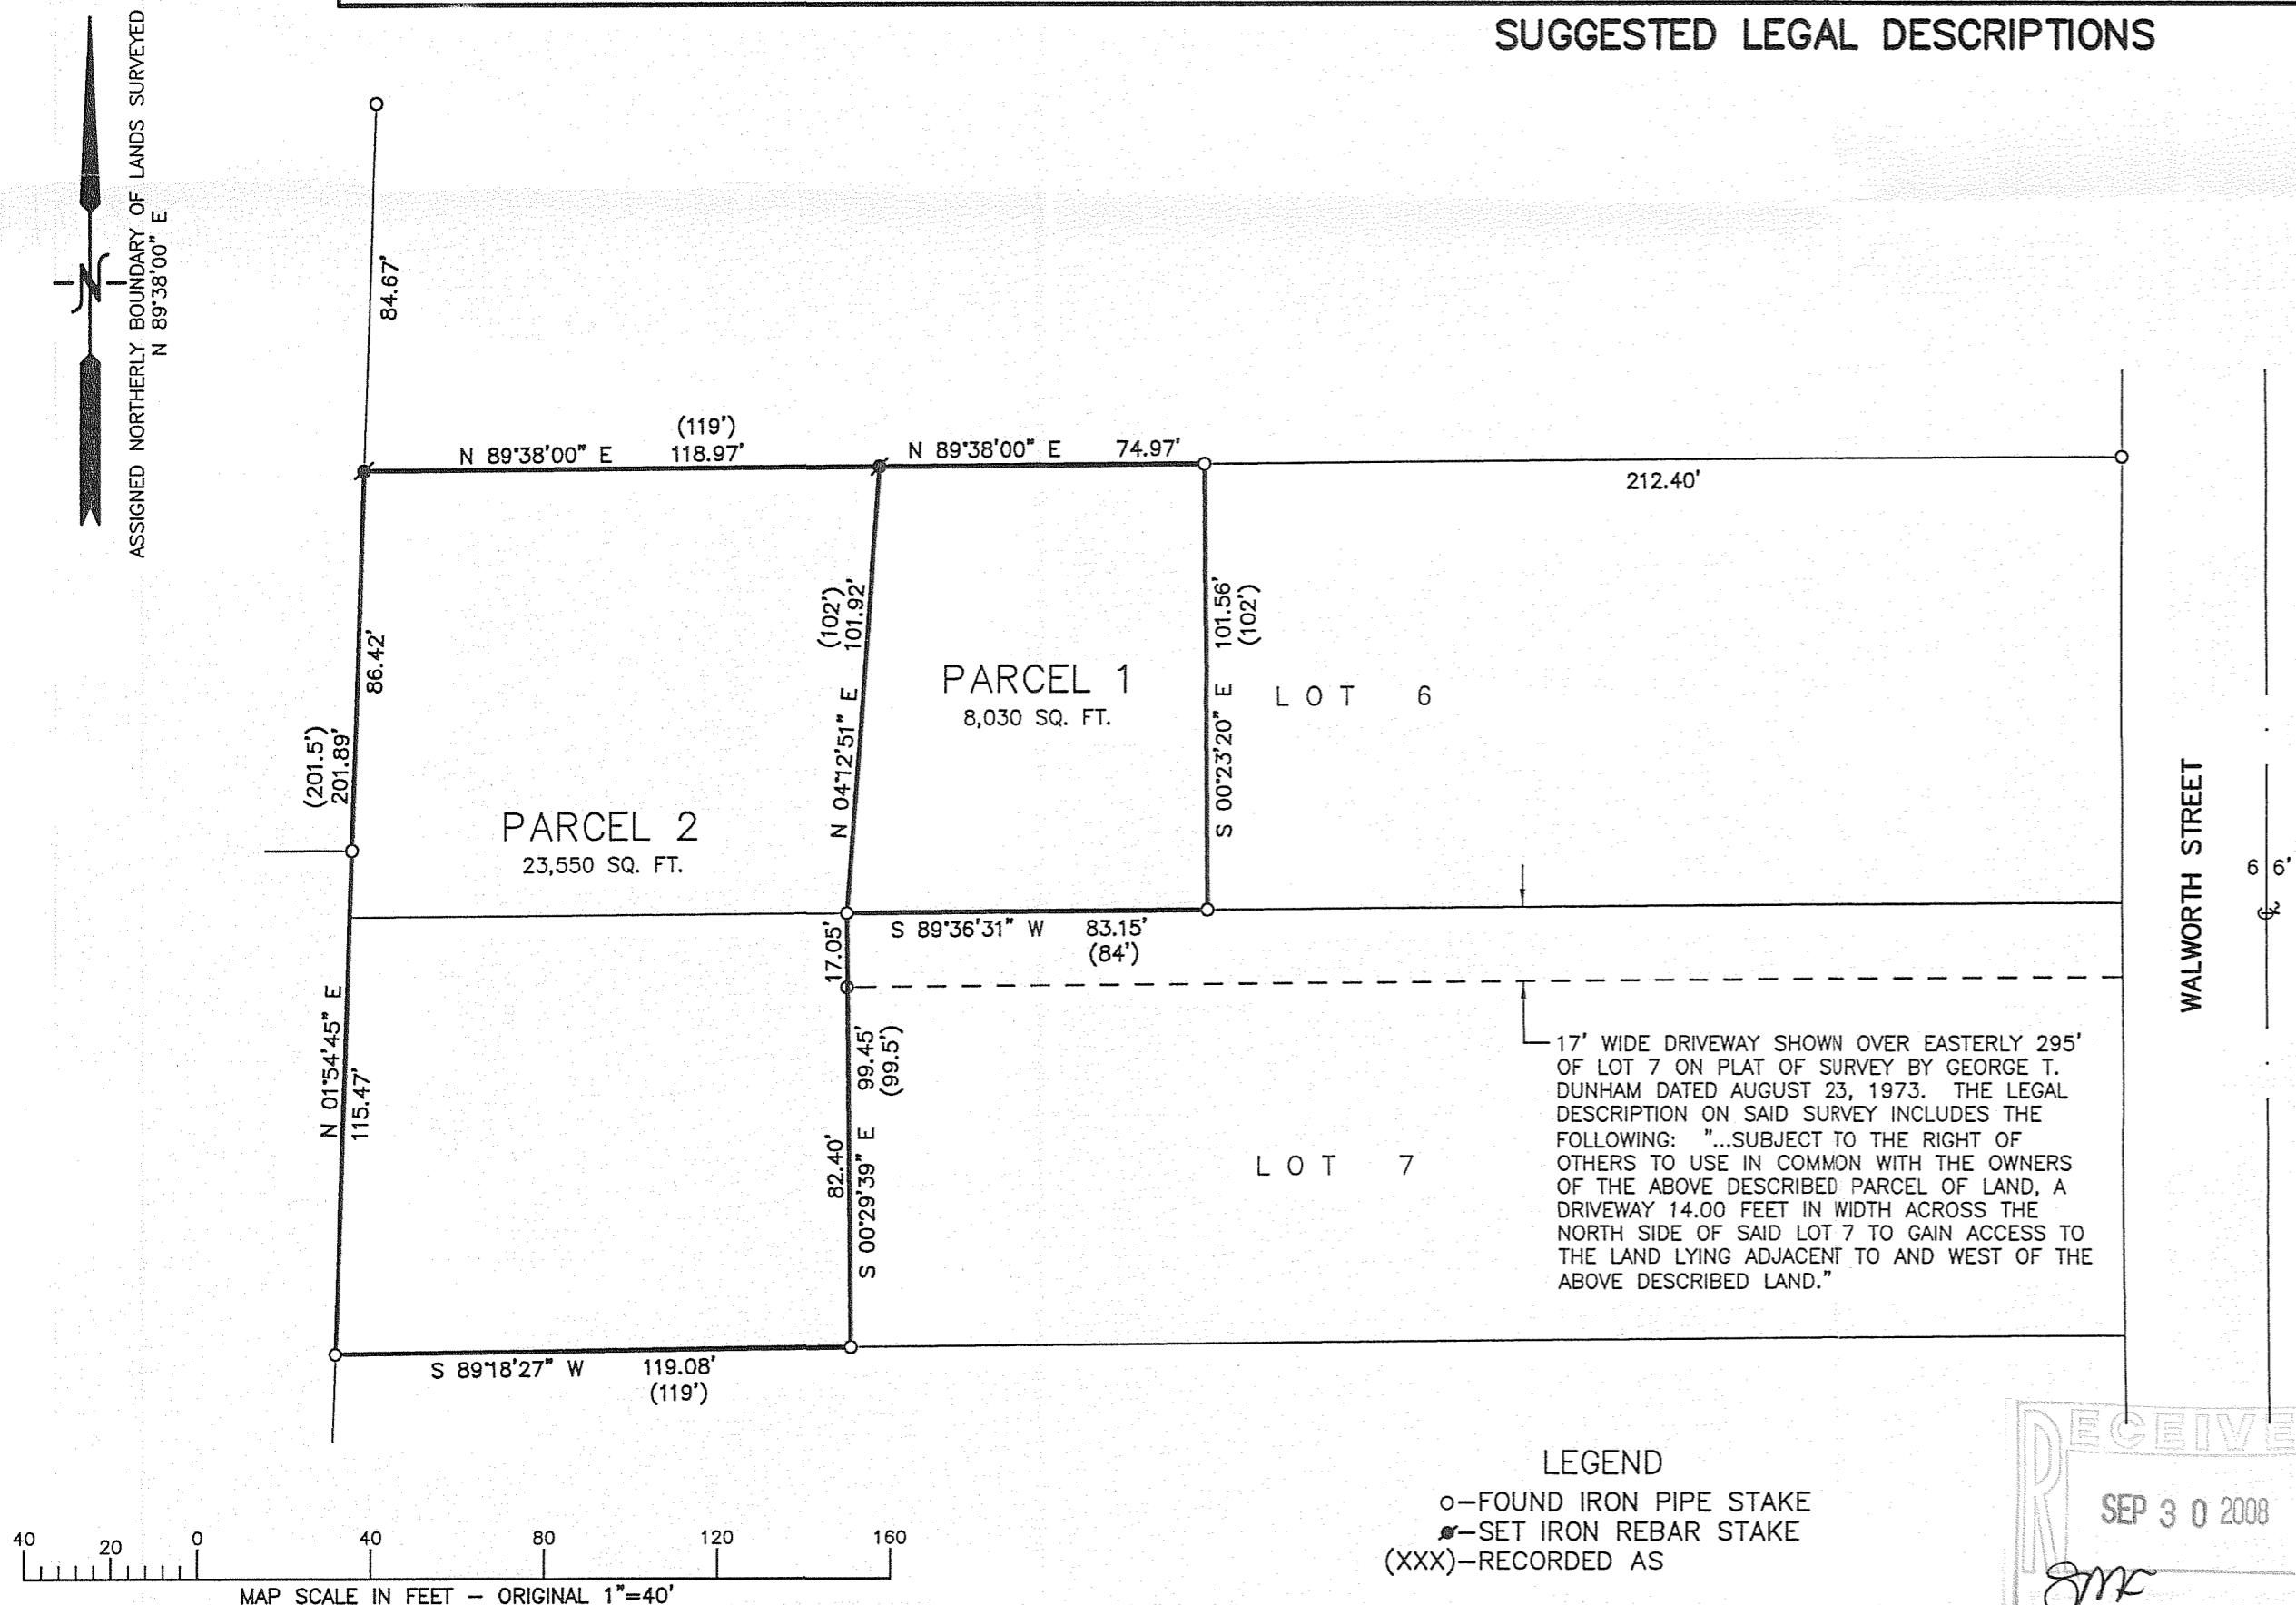 SUGGESTED LEGAL DESCRIPTIONS
ASSIGNED NORTHERLY BOUNDARY OF LANDS SURVEYED
N 89°38'00" E
N
84.67'
(119')
N 89°38'00" E 118.97'
N 89°38'00" E 74.97'
212.40'
86.42'
(201.5')
201.89'
(102')
101.92'
N 04°12'51" E
PARCEL 1
8,030 SQ. FT.
S 00°23'20" E 101.56'
(102')
LOT 6
PARCEL 2
23,550 SQ. FT.
WALWORTH STREET
66'
S 89°36'31" W 83.15'
(84')
17.05'
N 01°54'45" E
115.47'
99.45'
(99.5')
82.40'
S 00°29'39" E
LOT 7
17' WIDE DRIVEWAY SHOWN OVER EASTERLY 295'
OF LOT 7 ON PLAT OF SURVEY BY GEORGE T.
DUNHAM DATED AUGUST 23, 1973. THE LEGAL
DESCRIPTION ON SAID SURVEY INCLUDES THE
FOLLOWING: "...SUBJECT TO THE RIGHT OF
OTHERS TO USE IN COMMON WITH THE OWNERS
OF THE ABOVE DESCRIBED PARCEL OF LAND, A
DRIVEWAY 14.00 FEET IN WIDTH ACROSS THE
NORTH SIDE OF SAID LOT 7 TO GAIN ACCESS TO
THE LAND LYING ADJACENT TO AND WEST OF THE
ABOVE DESCRIBED LAND."
S 89°18'27" W 119.08'
(119')
LEGEND
o-FOUND IRON PIPE STAKE
-SET IRON REBAR STAKE
(XXX)-RECORDED AS
RECEIVE
SEP 30 2008
40 20 0 40 80 120 160
MAP SCALE IN FEET - ORIGINAL 1"=40'